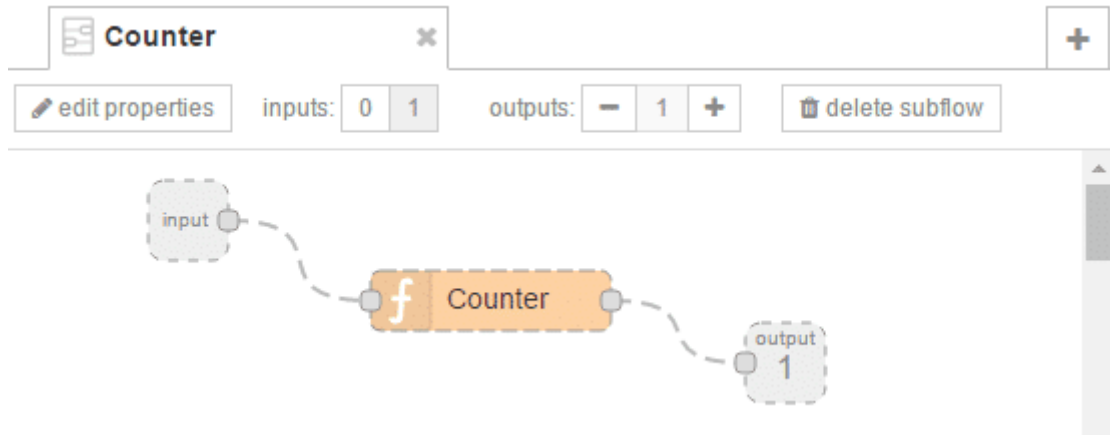 Counter
edit properties inputs: 0 1 outputs: - 1 + delete subflow
input
Counter
output
1